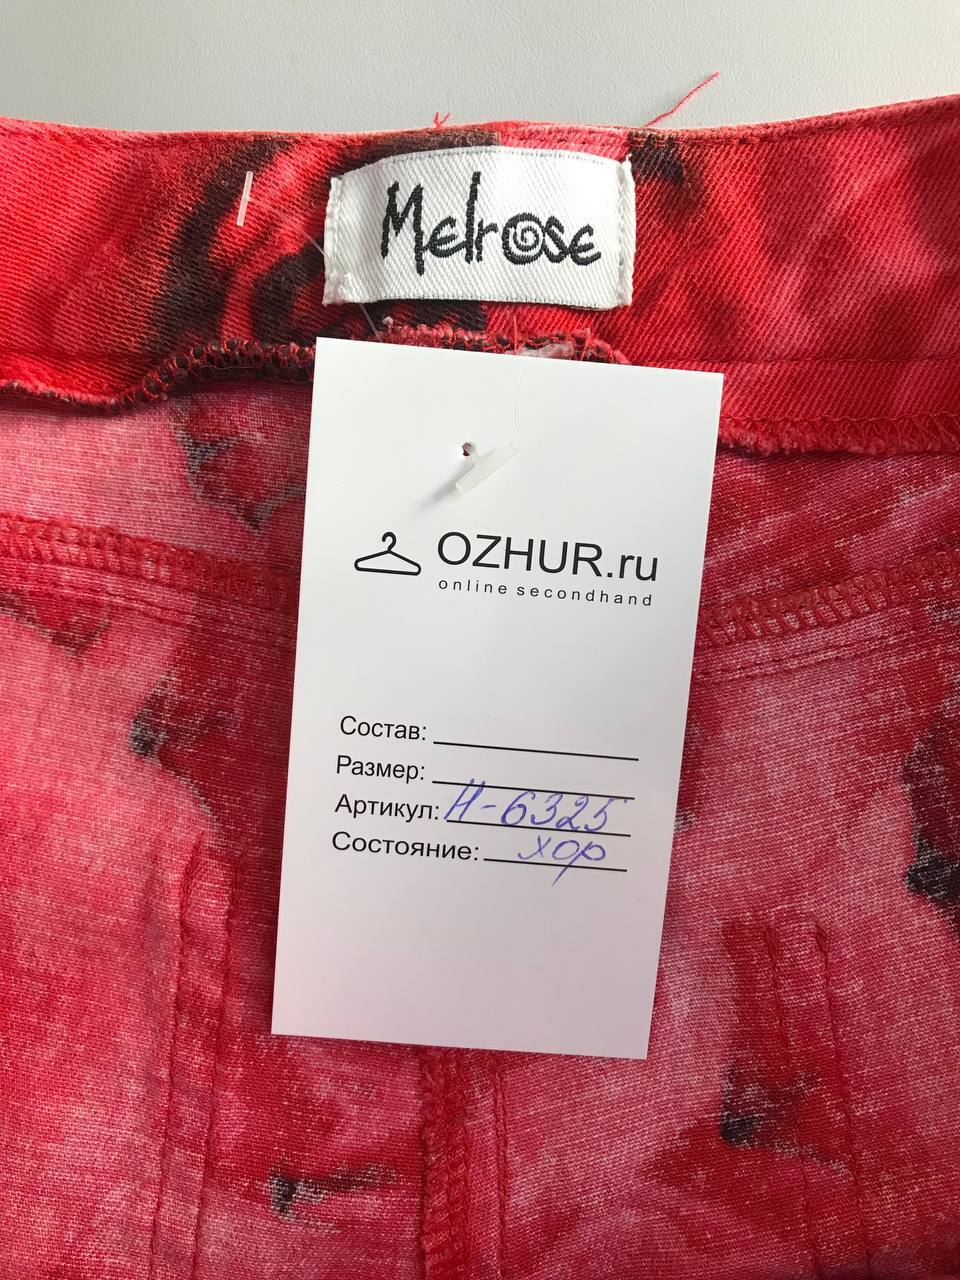 Melrose
OZHUR.ru
online secondhand
Состав:
Размер:
Артикул: Н-6325
Состояние: хор